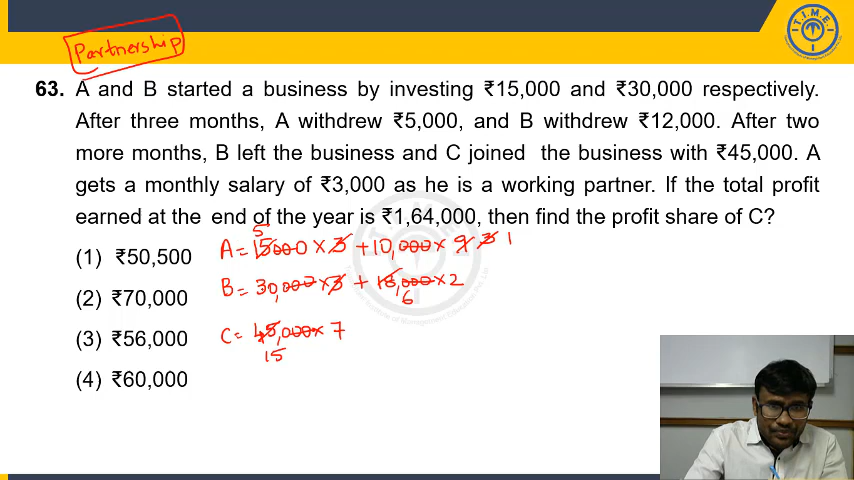 Partnership
T.I.M.E.
63. A and B started a business by investing ₹15,000 and ₹30,000 respectively.
After three months, A withdrew ₹5,000, and B withdrew ₹12,000. After two
more months, B left the business and C joined the business with ₹45,000. A
gets a monthly salary of ₹3,000 as he is a working partner. If the total profit
earned at the end of the year is ₹1,64,000, then find the profit share of C?
(1) ₹50,500
(2) ₹70,000
(3) ₹56,000
(4) ₹60,000
5
A = 15000 × 3 + 10,000 × 9 3 1
B = 30,000 × 3 + 18,000 × 2
6
C = 45,000 × 7
15